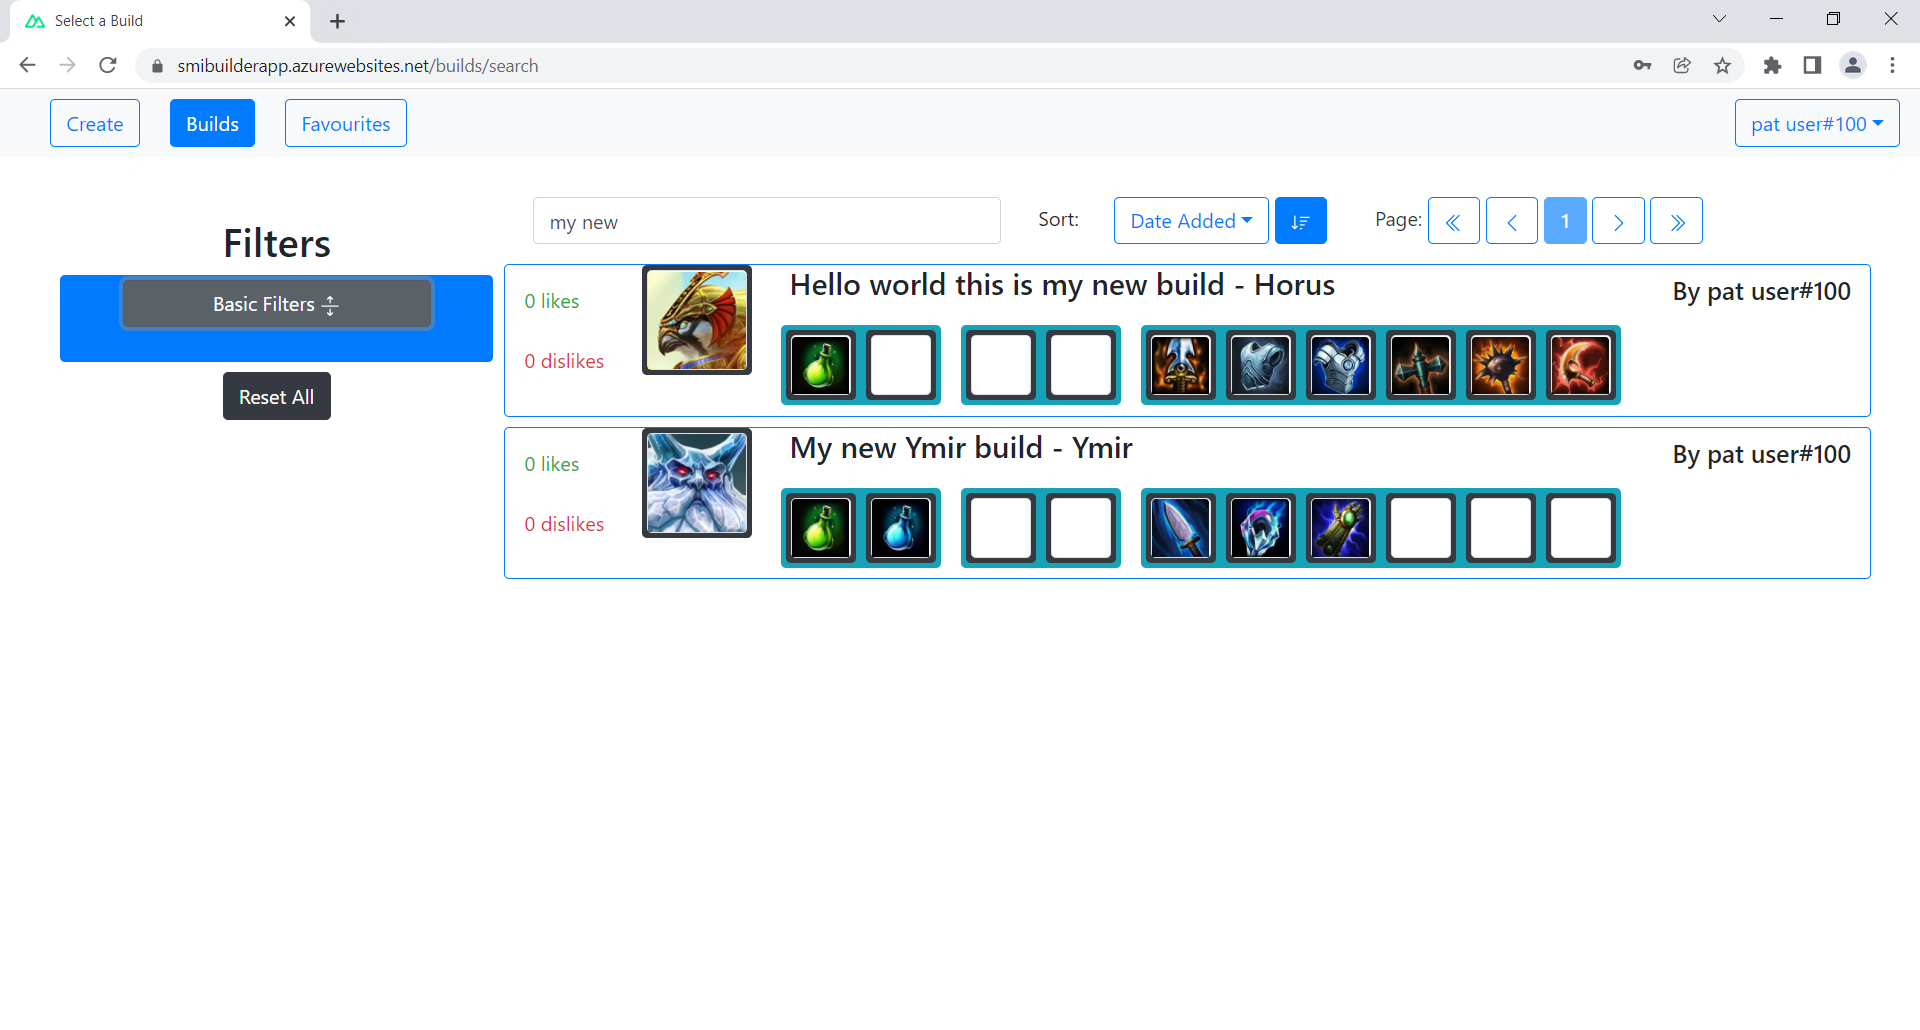 Select a Build
smibuilderapp.azurewebsites.net/builds/search
Create Builds Favourites pat user#100
Filters
Basic Filters
Reset All
my new Sort: Date Added Page: 1
0 likes
0 dislikes
Hello world this is my new build - Horus
By pat user#100
0 likes
0 dislikes
My new Ymir build - Ymir
By pat user#100